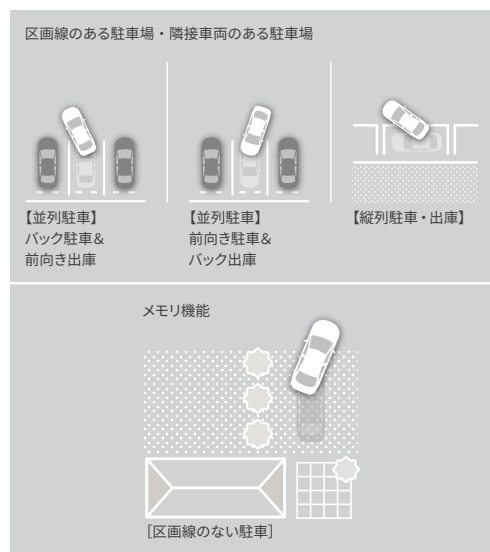 区画線のある駐車場・隣接車両のある駐車場
【並列駐車】
バック駐車&
前向き出庫
【並列駐車】
前向き駐車&
バック出庫
【縦列駐車・出庫】
メモリ機能
[区画線のない駐車]